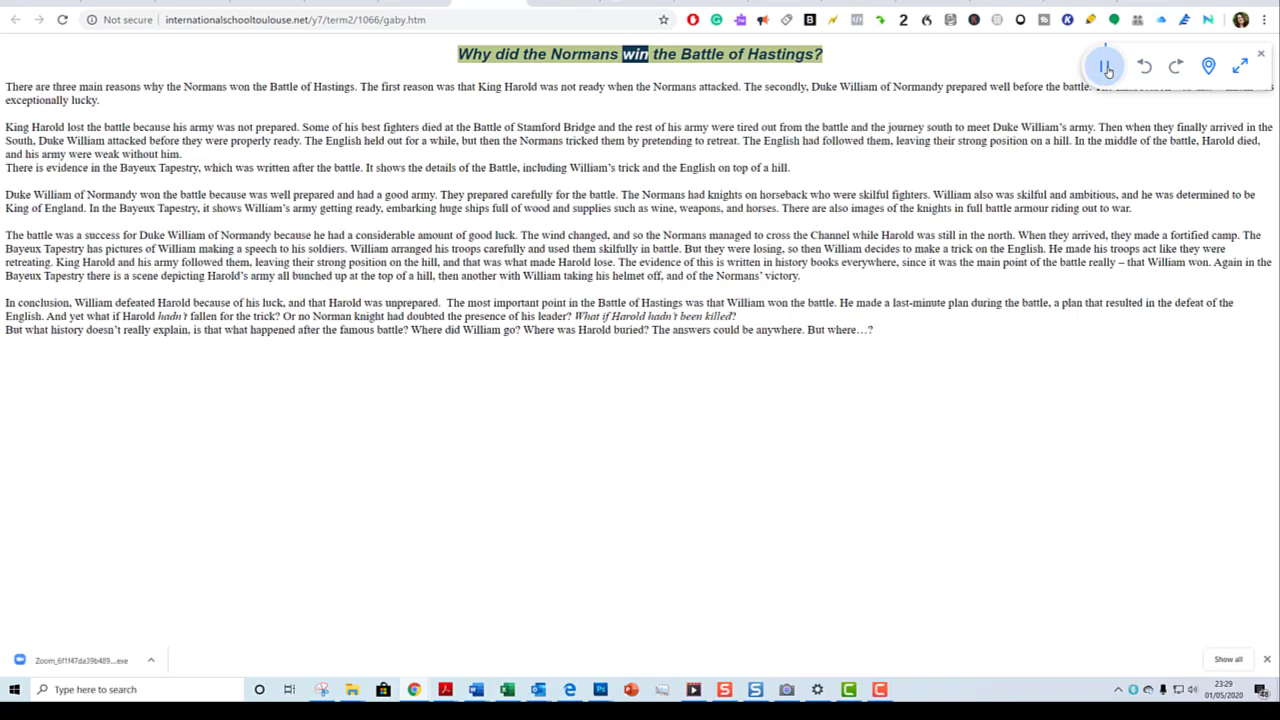 Not secure | internationalschooltoulouse.net/y7/term2/1066/gaby.htm
Why did the Normans win the Battle of Hastings?
There are three main reasons why the Normans won the Battle of Hastings. The first reason was that King Harold was not ready when the Normans attacked. The secondly, Duke William of Normandy prepared well before the battle.
exceptionally lucky.
King Harold lost the battle because his army was not prepared. Some of his best fighters died at the Battle of Stamford Bridge and the rest of his army were tired out from the battle and the journey south to meet Duke William's army. Then when they finally arrived in the
South, Duke William attacked before they were properly ready. The English held out for a while, but then the Normans tricked them by pretending to retreat. The English had followed them, leaving their strong position on a hill. In the middle of the battle, Harold died,
and his army were weak without him.
There is evidence in the Bayeux Tapestry, which was written after the battle. It shows the details of the Battle, including William's trick and the English on top of a hill.
Duke William of Normandy won the battle because was well prepared and had a good army. They prepared carefully for the battle. The Normans had knights on horseback who were skilful fighters. William also was skilful and ambitious, and he was determined to be
King of England. In the Bayeux Tapestry, it shows William's army getting ready, embarking huge ships full of wood and supplies such as wine, weapons, and horses. There are also images of the knights in full battle armour riding out to war.
The battle was a success for Duke William of Normandy because he had a considerable amount of good luck. The wind changed, and so the Normans managed to cross the Channel while Harold was still in the north. When they arrived, they made a fortified camp. The
Bayeux Tapestry has pictures of William making a speech to his soldiers. William arranged his troops carefully and used them skilfully in battle. But they were losing, so then William decides to make a trick on the English. He made his troops act like they were
retreating. King Harold and his army followed them, leaving their strong position on the hill, and that was what made Harold lose. The evidence of this is written in history books everywhere, since it was the main point of the battle really – that William won. Again in the
Bayeux Tapestry there is a scene depicting Harold's army all bunched up at the top of a hill, then another with William taking his helmet off, and of the Normans' victory.
In conclusion, William defeated Harold because of his luck, and that Harold was unprepared. The most important point in the Battle of Hastings was that William won the battle. He made a last-minute plan during the battle, a plan that resulted in the defeat of the
English. And yet what if Harold hadn't fallen for the trick? Or no Norman knight had doubted the presence of his leader? What if Harold hadn't been killed?
But what history doesn't really explain, is that what happened after the famous battle? Where did William go? Where was Harold buried? The answers could be anywhere. But where…?
Zoom_6f1f47da39b489....exe
Show all
Type here to search
23:29
01/05/2020
48